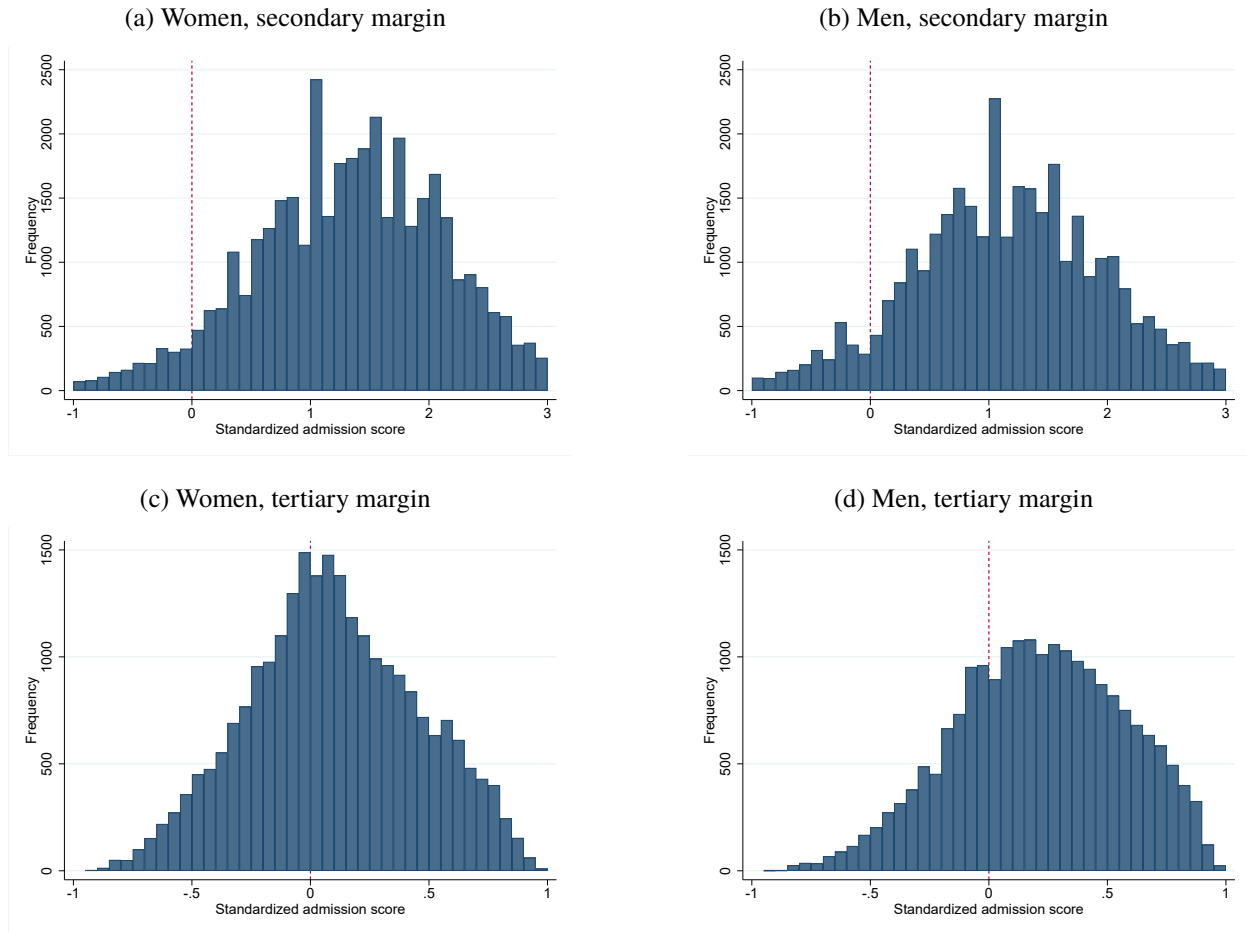 (a) Women, secondary margin
Frequency
2500
2000
1500
1000
500
0
-1 0 1 2 3
Standardized admission score
(b) Men, secondary margin
Frequency
2500
2000
1500
1000
500
0
-1 0 1 2 3
Standardized admission score
(c) Women, tertiary margin
Frequency
1500
1000
500
0
-1 -.5 0 .5 1
Standardized admission score
(d) Men, tertiary margin
Frequency
1500
1000
500
0
-1 -.5 0 .5 1
Standardized admission score